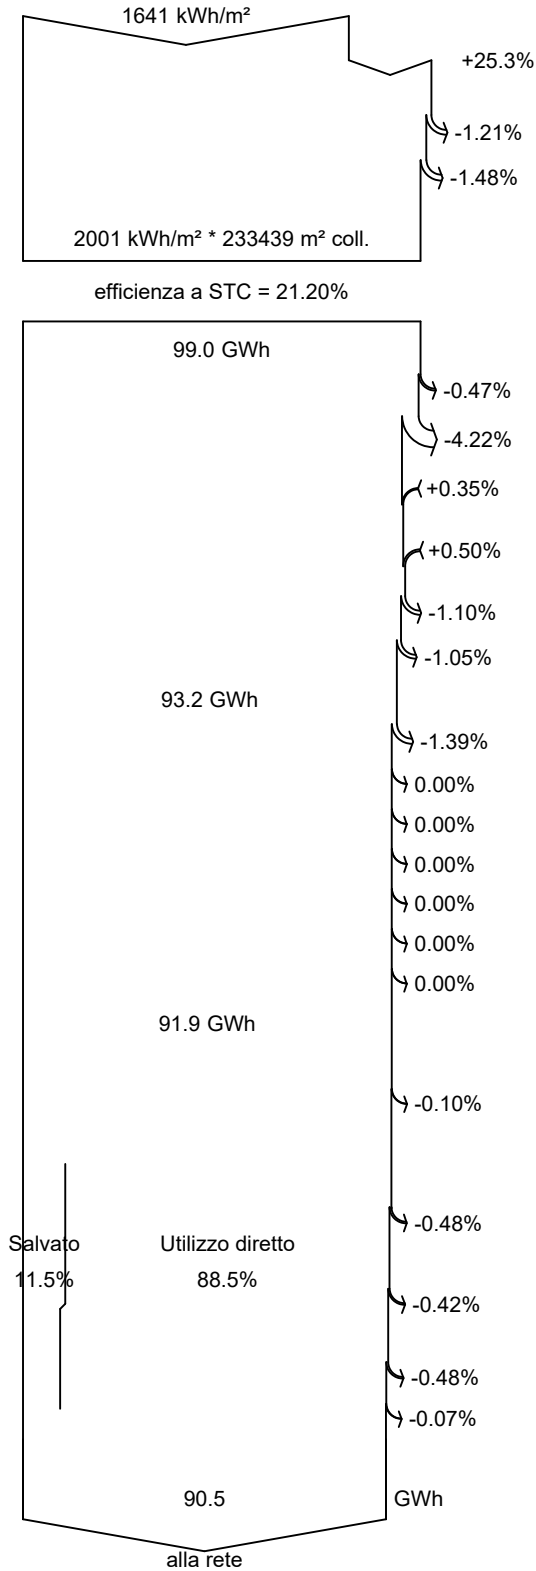 1641 kWh/m²
+25.3%
-1.21%
-1.48%
2001 kWh/m² * 233439 m² coll.
efficienza a STC = 21.20%
99.0 GWh
-0.47%
-4.22%
+0.35%
+0.50%
-1.10%
-1.05%
93.2 GWh
-1.39%
0.00%
0.00%
0.00%
0.00%
0.00%
0.00%
91.9 GWh
-0.10%
-0.48%
Salvato Utilizzo diretto
11.5% 88.5%
-0.42%
-0.48%
-0.07%
90.5 GWh
alla rete